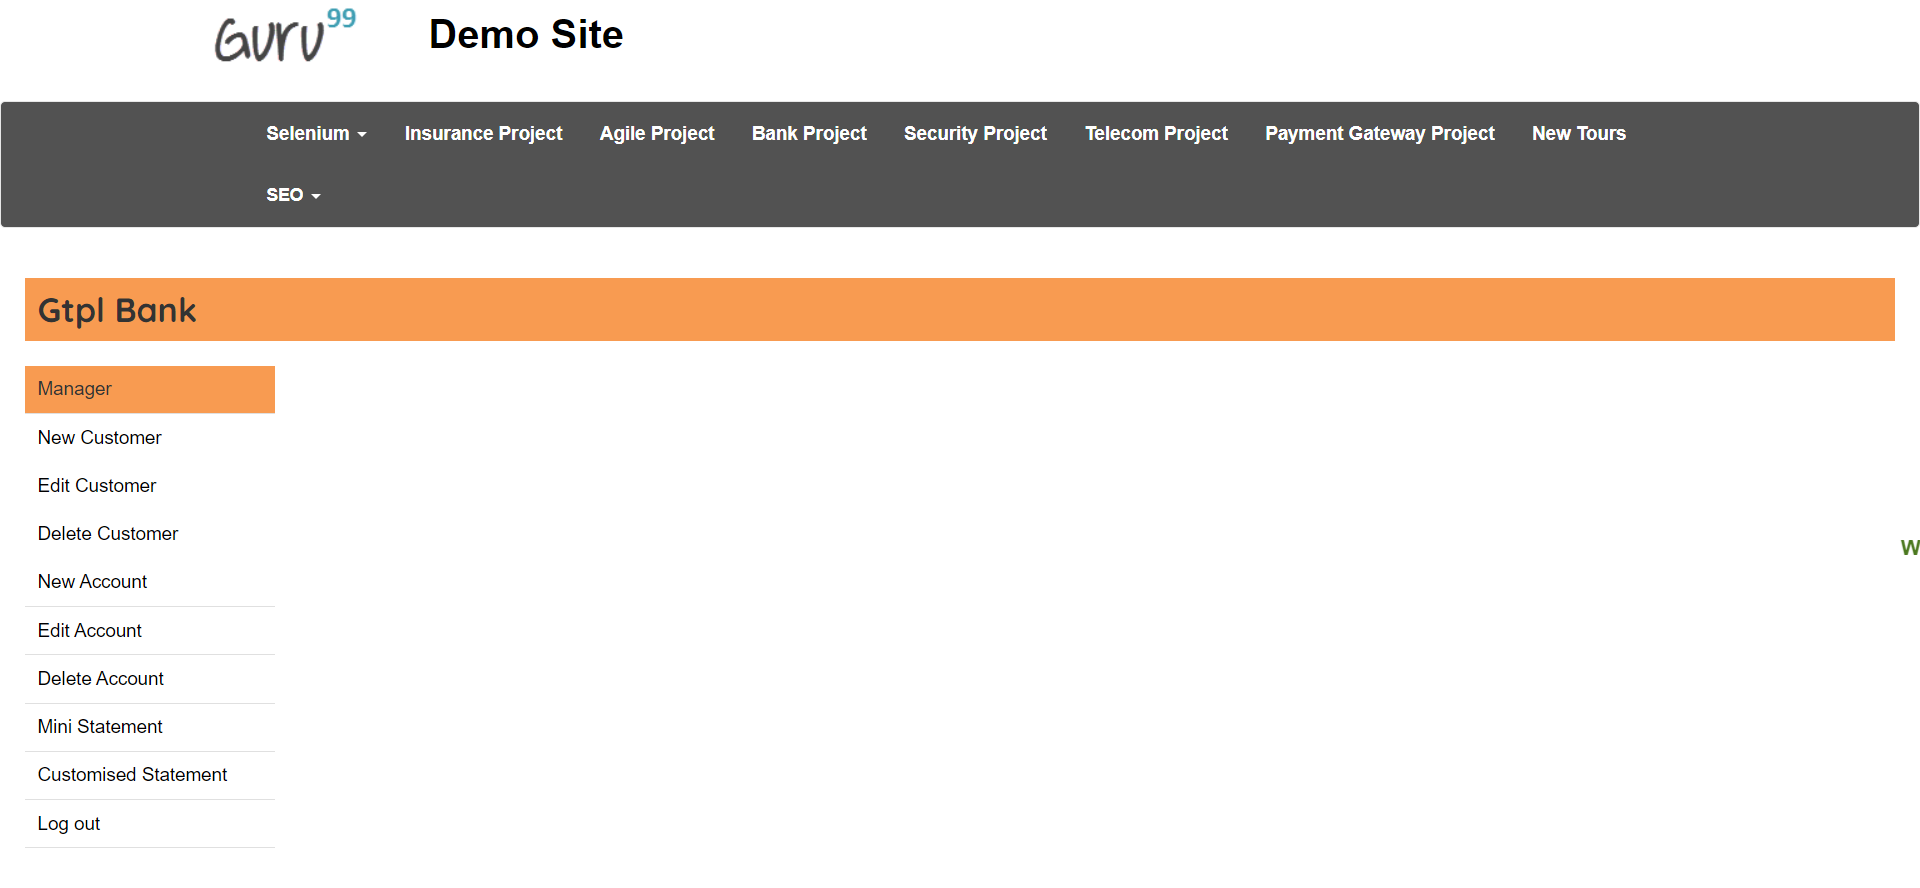 Guru99 Demo Site
Selenium Insurance Project Agile Project Bank Project Security Project Telecom Project Payment Gateway Project New Tours
SEO
Gtpl Bank
Manager
New Customer
Edit Customer
Delete Customer
W
New Account
Edit Account
Delete Account
Mini Statement
Customised Statement
Log out